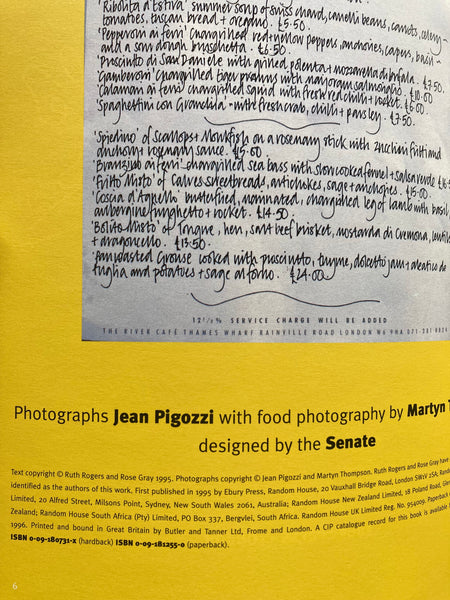 'Ribolita d'Estiva' summer soup of swiss chard, canelli beans, carrots, celery
tomatoes, tuscan bread + oregano. £5.50
'Pepperoni ai ferri' chargrilled red + yellow peppers, anchovies, capers, basil
and a sour dough bruschetta. £6.50
'Prosciutto di San Daniele with grilled polenta + mozzarella di bufala. £7.50
'Gamberoni' chargrilled tiger prawns with marjoram salmoriglio. £10.00
'Calamari ai ferri' chargrilled squid with fresh red chilli + rocket. £6.00
'Spaghettini con Granchia' - with fresh crab, chilli + parsley. £7.50
'Spiedino' of Scallops + Monkfish on a rosemary stick with zucchini fritti and
anchovy + rosemary sauce. £15.00
'Branzino ai ferri' chargrilled sea bass with slow cooked fennel + salsa verde
'Fritto Misto' of Calves sweetbreads, artichokes, sage + anchovies. £15.00
'Coscia d'Agnello' butterflied, marinated, chargrilled leg of lamb with basil,
aubergine funghetto + rocket. £14.50
'Bolito Misto' of Tongue, hen, salt beef brisket, mostarda di Cremona, lentils
+ dragoncello. £13.50
Panroasted Grouse cooked with pancetta, thyme, dolcetto jam + aleatico de
Puglia and potatoes + sage al forno. £24.00
12½% SERVICE CHARGE WILL BE ADDED
THE RIVER CAFÉ THAMES WHARF RAINVILLE ROAD LONDON W6 9HA 071-381 8824
Photographs Jean Pigozzi with food photography by Martyn T
designed by the Senate
Text copyright © Ruth Rogers and Rose Gray 1995. Photographs copyright © Jean Pigozzi and Martyn Thompson. Ruth Rogers and Rose Gray have
identified as the authors of this work. First published in 1995 by Ebury Press, Random House, 20 Vauxhall Bridge Road, London SW1V 2SA; Random
Limited, 20 Alfred Street, Milsons Point, Sydney, New South Wales 2061, Australia; Random House New Zealand Limited, 18 Poland Road, Glen
Zealand; Random House South Africa (Pty) Limited, PO Box 337, Bergvlei, South Africa. Random House UK Limited Reg. No. 954009. Paperback
1996. Printed and bound in Great Britain by Butler and Tanner Ltd, Frome and London. A CIP catalogue record for this book is available
ISBN 0-09-180731-X (hardback) ISBN 0-09-181255-0 (paperback).
6